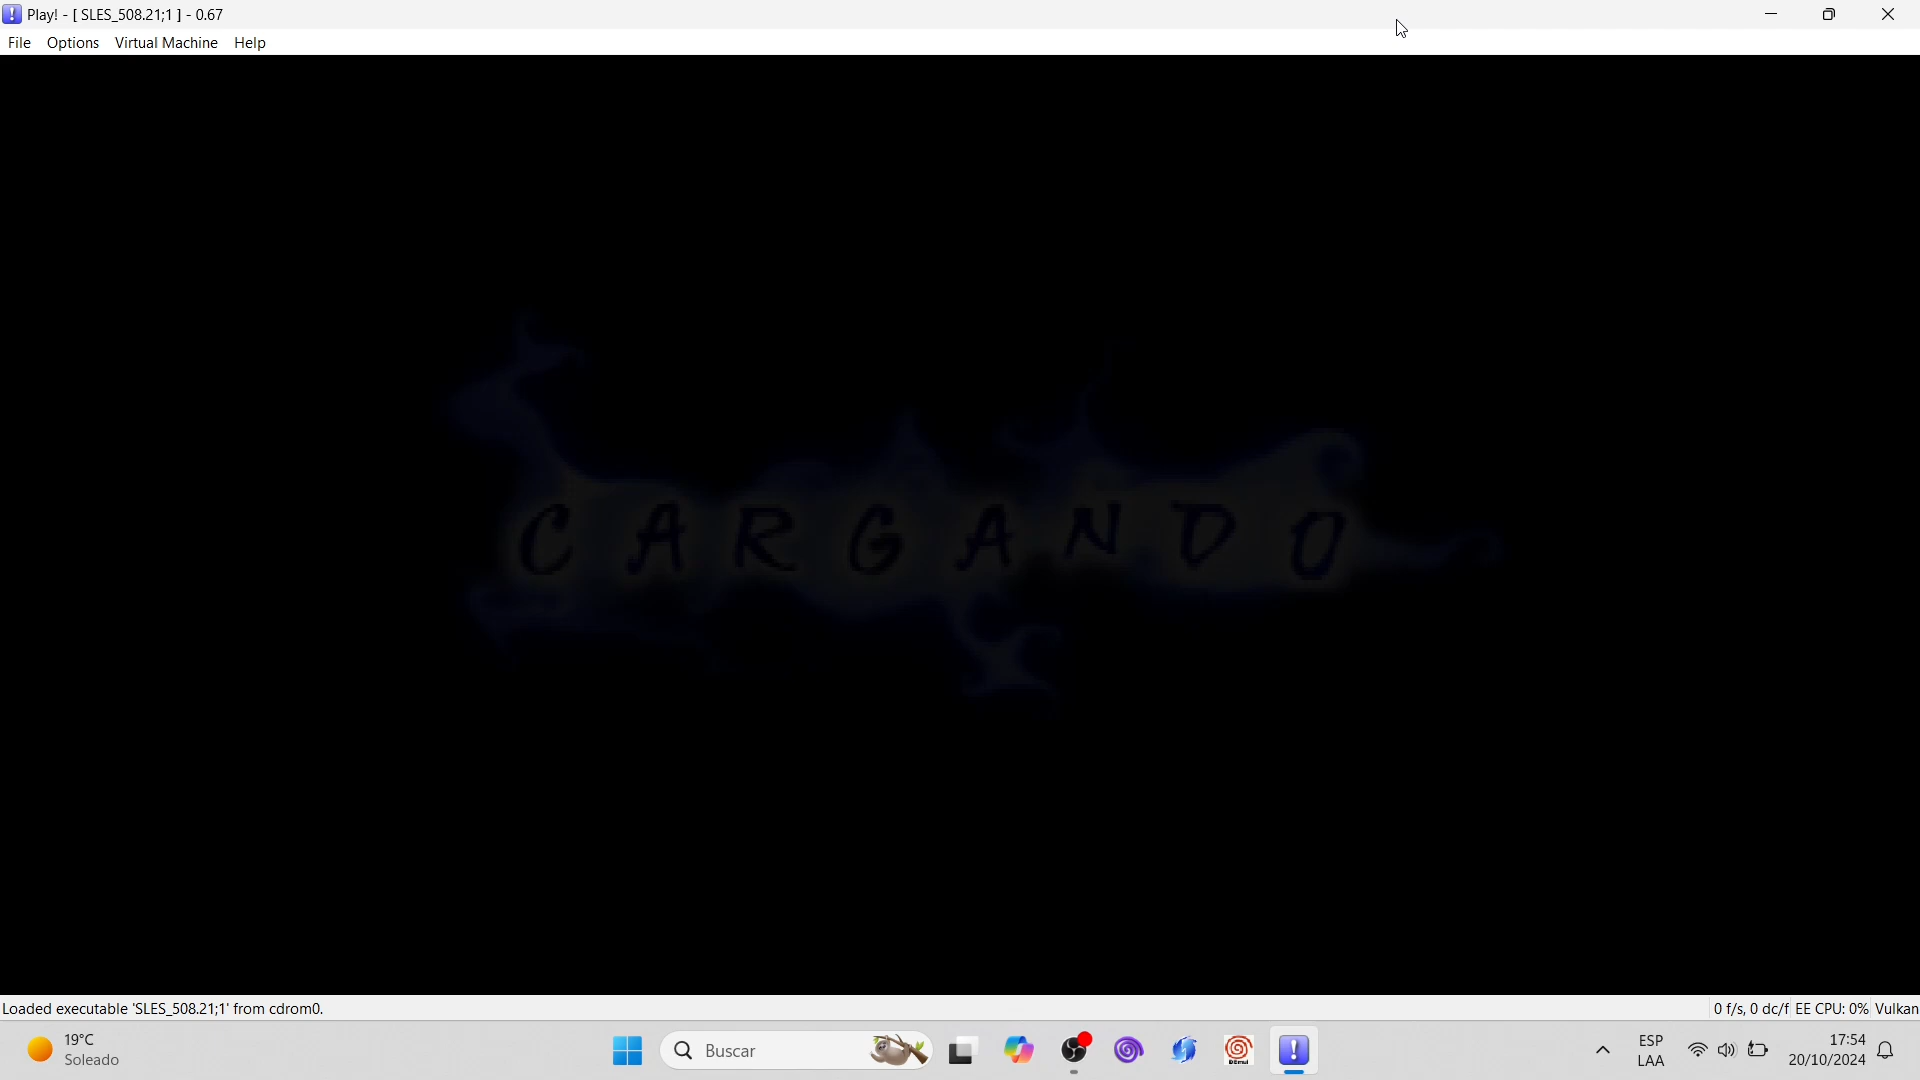 Play! - [ SLES_508.21;1 ] - 0.67
File Options Virtual Machine Help
CARGANDO
Loaded executable 'SLES_508.21;1' from cdrom0.
0 f/s, 0 dc/f EE CPU: 0% Vulkan
19°C
Soleado
Buscar
DEmul
ESP
LAA
17:54
20/10/2024